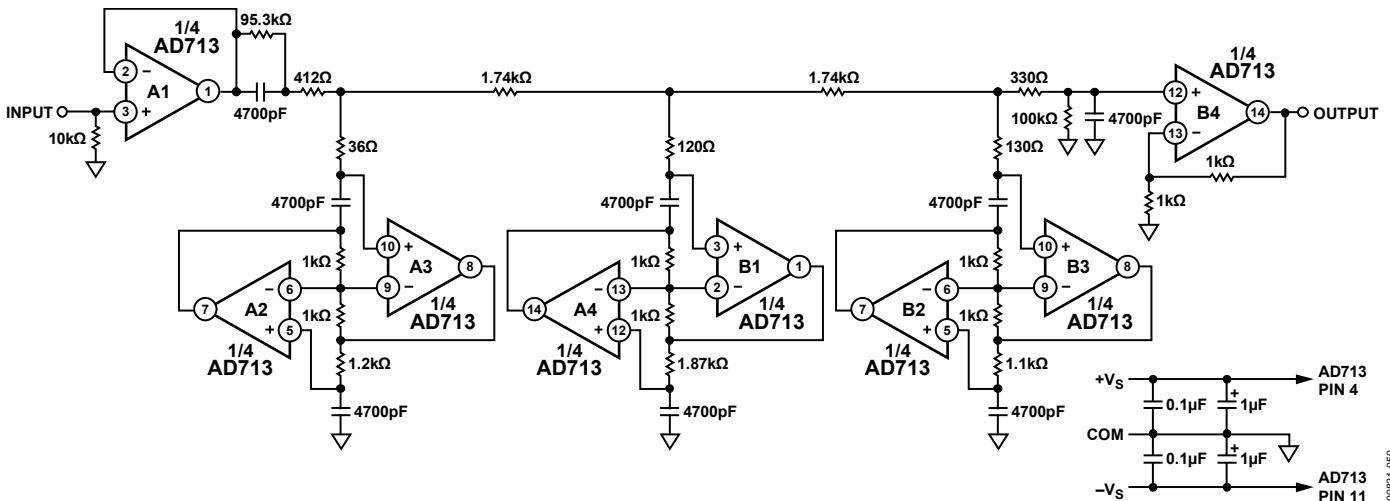 95.3kΩ
1/4
AD713
2
–
A1
1
INPUT
3
+
10kΩ
4700pF
412Ω
1.74kΩ
1.74kΩ
330Ω
100kΩ
4700pF
1/4
AD713
12
+
B4
14
OUTPUT
13
–
1kΩ
1kΩ
36Ω
4700pF
10
+
A3
8
9
–
1/4
AD713
1kΩ
1kΩ
–
6
7
A2
+
5
1/4
AD713
1.2kΩ
4700pF
120Ω
4700pF
3
+
B1
1
2
–
1/4
AD713
1kΩ
1kΩ
–
13
14
A4
+
12
1/4
AD713
1.87kΩ
4700pF
130Ω
4700pF
10
+
B3
8
9
–
1/4
AD713
1kΩ
1kΩ
–
6
7
B2
+
5
1/4
AD713
1.1kΩ
4700pF
+VS
AD713
PIN 4
0.1µF
+
1µF
COM
0.1µF
+
1µF
–VS
AD713
PIN 11
00824-050